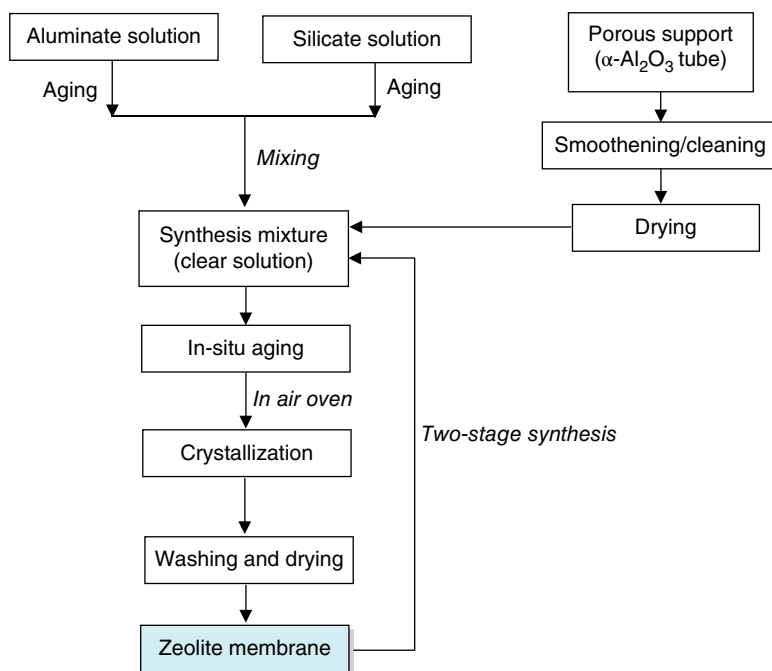 Aluminate solution
Silicate solution
Porous support
(α-Al₂O₃ tube)
Aging
Aging
Smoothening/cleaning
Mixing
Drying
Synthesis mixture
(clear solution)
In-situ aging
In air oven
Two-stage synthesis
Crystallization
Washing and drying
Zeolite membrane